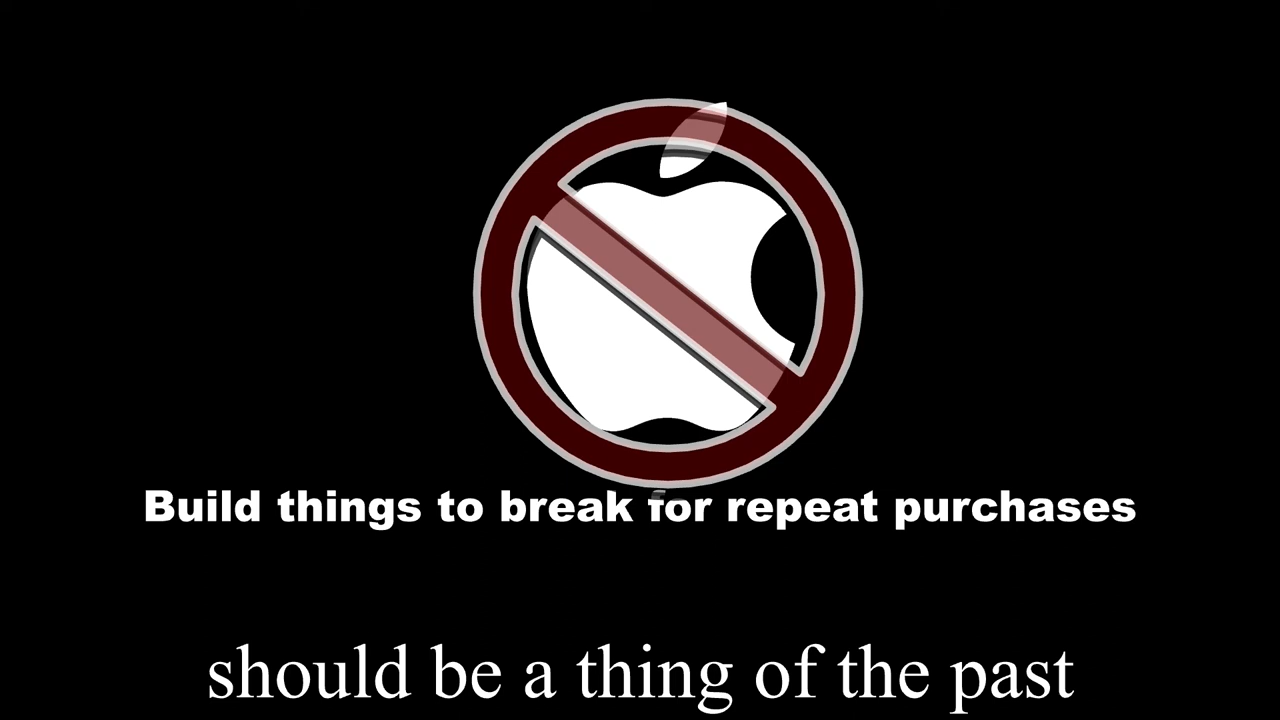 Build things to break for repeat purchases
should be a thing of the past